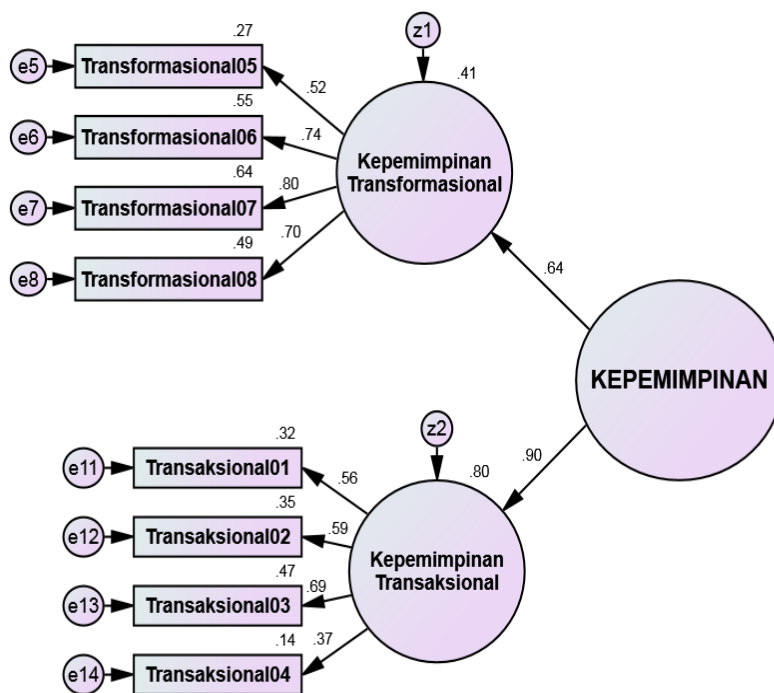 z1
.27
.41
e5
Transformasional05
.52
.55
e6
Transformasional06
.74
Kepemimpinan
Transformasional
.64
.80
e7
Transformasional07
.70
.49
e8
Transformasional08
.64
KEPEMIMPINAN
z2
.32
.80
.90
e11
Transaksional01
.56
.35
e12
Transaksional02
.59
Kepemimpinan
Transaksional
.47
.69
e13
Transaksional03
.14
.37
e14
Transaksional04